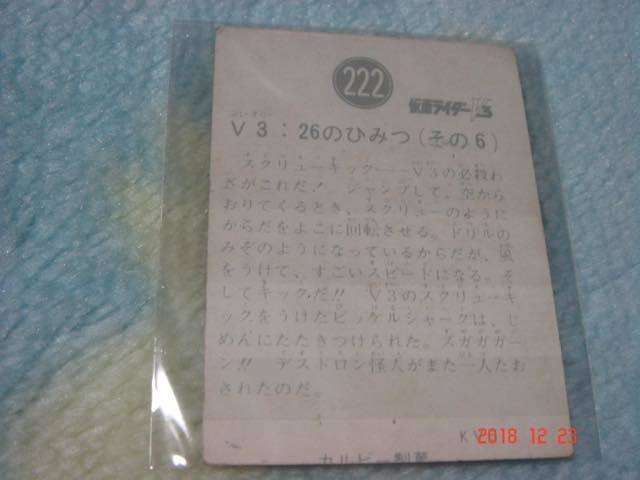 222
仮面ライダーV3
ぶいすりー
V3:26のひみつ(その6)
スクリューキック――V3の必殺わ
ざがこれだ! ジャンプして、空から
おりてくるとき、スクリューのように
からだをよこに回転させる。ドリルの
みぞのようになっているからだが、風
をうけて、すごいスピードになる。そ
してキックだ!! V3のスクリューキ
ックをうけたピッケルシャークは、じ
めんにたたきつけられた。ズガガガー
ン!! デストロン怪人がまた一人たお
されたのだ。
KV
2018 12 23
カルビー製菓